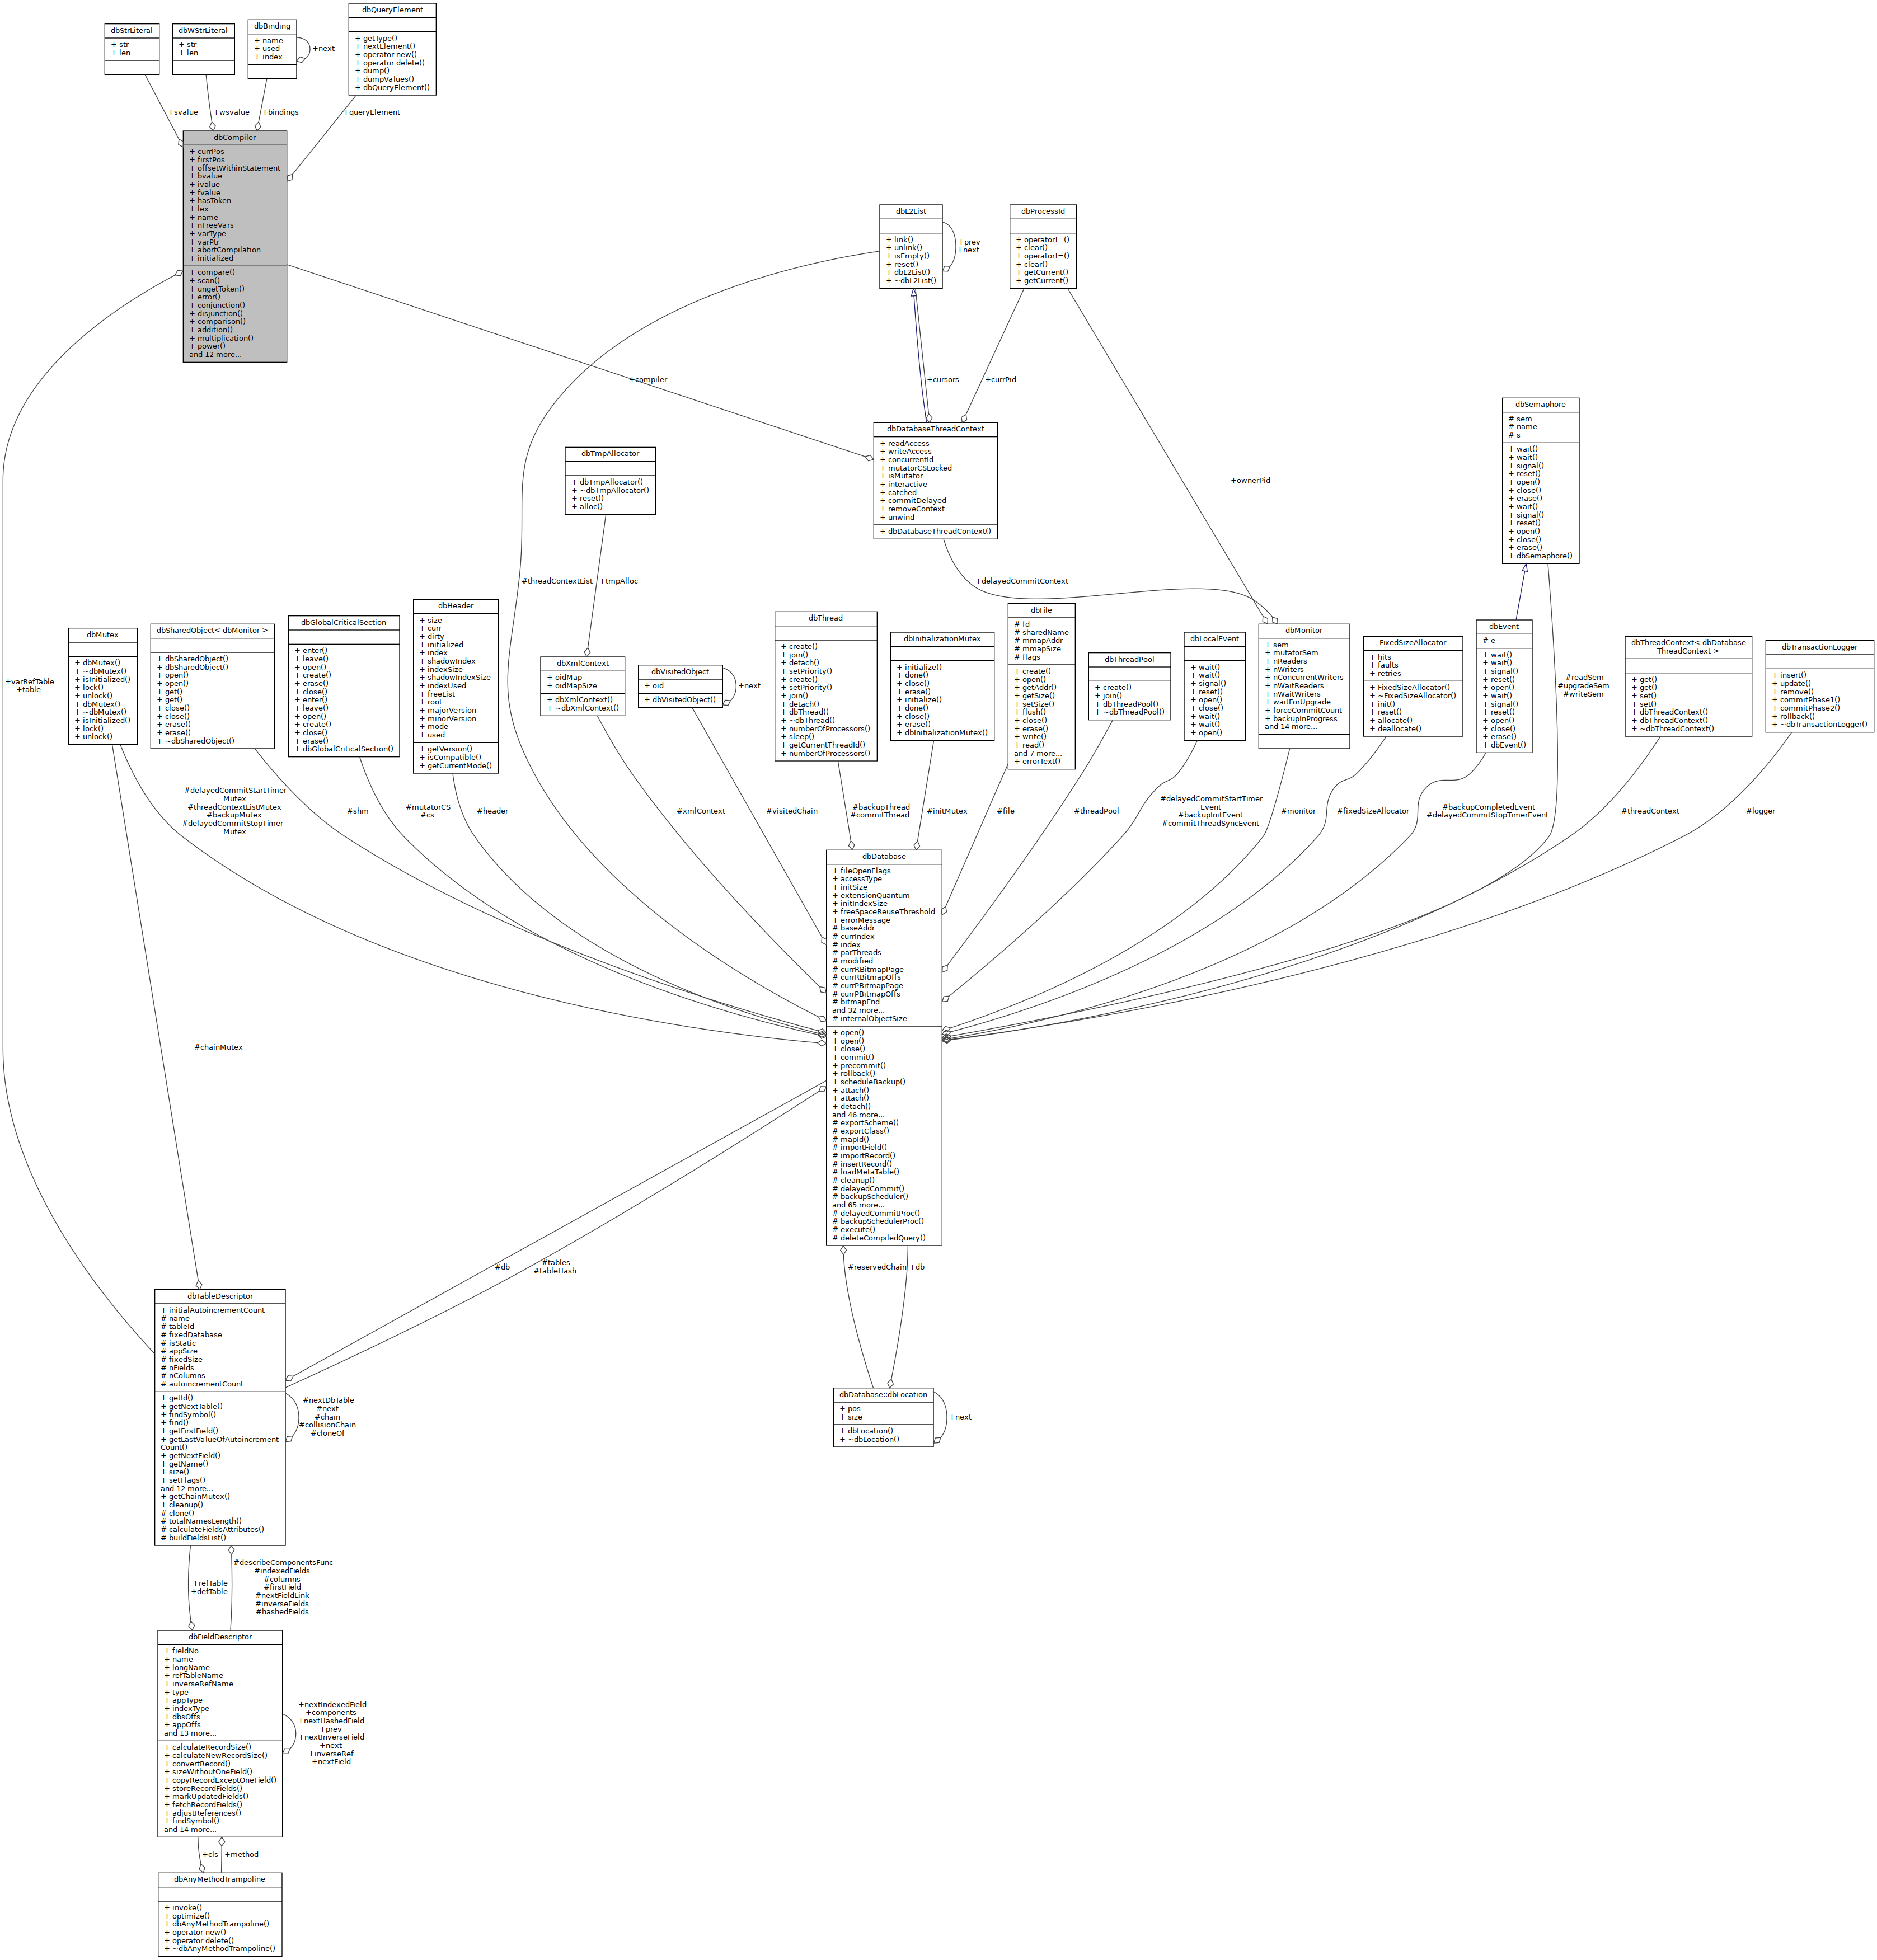 dbStrLiteral
+ str
+ len
dbWStrLiteral
+ str
+ len
dbBinding
+ name
+ used
+ index
+next
dbQueryElement
+ getType()
+ nextElement()
+ operator new()
+ operator delete()
+ dump()
+ dumpValues()
+ dbQueryElement()
+svalue
+wsvalue
+bindings
+queryElement
dbCompiler
+ currPos
+ firstPos
+ offsetWithinStatement
+ bvalue
+ ivalue
+ fvalue
+ hasToken
+ lex
+ name
+ nFreeVars
+ varType
+ varPtr
+ abortCompilation
+ initialized
+ compare()
+ scan()
+ ungetToken()
+ error()
+ conjunction()
+ disjunction()
+ comparison()
+ addition()
+ multiplication()
+ power()
and 12 more...
dbL2List
+ link()
+ unlink()
+ isEmpty()
+ reset()
+ dbL2List()
+ ~dbL2List()
+prev
+next
dbProcessId
+ operator!=()
+ clear()
+ operator!=()
+ clear()
+ getCurrent()
+ getCurrent()
+compiler
+cursors
+currPid
dbDatabaseThreadContext
+ readAccess
+ writeAccess
+ concurrentId
+ mutatorCSLocked
+ isMutator
+ interactive
+ catched
+ commitDelayed
+ removeContext
+ unwind
+ dbDatabaseThreadContext()
+ownerPid
dbSemaphore
# sem
# name
# s
+ wait()
+ wait()
+ signal()
+ reset()
+ open()
+ close()
+ erase()
+ wait()
+ signal()
+ reset()
+ open()
+ close()
+ erase()
+ dbSemaphore()
dbTmpAllocator
+ dbTmpAllocator()
+ ~dbTmpAllocator()
+ reset()
+ alloc()
#threadContextList
+tmpAlloc
+delayedCommitContext
+varRefTable
+table
dbMutex
+ dbMutex()
+ ~dbMutex()
+ isInitialized()
+ lock()
+ unlock()
+ dbMutex()
+ ~dbMutex()
+ isInitialized()
+ lock()
+ unlock()
dbSharedObject< dbMonitor >
+ dbSharedObject()
+ dbSharedObject()
+ open()
+ open()
+ get()
+ get()
+ close()
+ close()
+ erase()
+ erase()
+ ~dbSharedObject()
dbGlobalCriticalSection
+ enter()
+ leave()
+ open()
+ create()
+ erase()
+ close()
+ enter()
+ leave()
+ open()
+ create()
+ close()
+ erase()
+ dbGlobalCriticalSection()
dbHeader
+ size
+ curr
+ dirty
+ initialized
+ index
+ shadowIndex
+ indexSize
+ shadowIndexSize
+ indexUsed
+ freeList
+ root
+ majorVersion
+ minorVersion
+ mode
+ used
+ getVersion()
+ isCompatible()
+ getCurrentMode()
dbXmlContext
+ oidMap
+ oidMapSize
+ dbXmlContext()
+ ~dbXmlContext()
dbVisitedObject
+ oid
+ dbVisitedObject()
+next
dbThread
+ create()
+ join()
+ detach()
+ setPriority()
+ create()
+ setPriority()
+ join()
+ detach()
+ dbThread()
+ ~dbThread()
+ numberOfProcessors()
+ sleep()
+ getCurrentThreadId()
+ numberOfProcessors()
dbInitializationMutex
+ initialize()
+ done()
+ close()
+ erase()
+ initialize()
+ done()
+ close()
+ erase()
+ dbInitializationMutex()
dbFile
# fd
# sharedName
# mmapAddr
# mmapSize
# flags
+ create()
+ open()
+ getAddr()
+ getSize()
+ setSize()
+ flush()
+ close()
+ erase()
+ write()
+ read()
and 7 more...
+ errorText()
dbThreadPool
+ create()
+ join()
+ dbThreadPool()
+ ~dbThreadPool()
dbLocalEvent
+ wait()
+ wait()
+ signal()
+ reset()
+ open()
+ close()
+ wait()
+ wait()
+ open()
dbMonitor
+ sem
+ mutatorSem
+ nReaders
+ nWriters
+ nConcurrentWriters
+ nWaitReaders
+ nWaitWriters
+ waitForUpgrade
+ forceCommitCount
+ backupInProgress
and 14 more...
FixedSizeAllocator
+ hits
+ faults
+ retries
+ FixedSizeAllocator()
+ ~FixedSizeAllocator()
+ init()
+ reset()
+ allocate()
+ deallocate()
dbEvent
# e
+ wait()
+ wait()
+ signal()
+ reset()
+ open()
+ wait()
+ signal()
+ reset()
+ open()
+ close()
+ erase()
+ dbEvent()
#readSem
#upgradeSem
#writeSem
dbThreadContext< dbDatabase
ThreadContext >
+ get()
+ get()
+ set()
+ set()
+ dbThreadContext()
+ dbThreadContext()
+ ~dbThreadContext()
dbTransactionLogger
+ insert()
+ update()
+ remove()
+ commitPhase1()
+ commitPhase2()
+ rollback()
+ ~dbTransactionLogger()
#delayedCommitStartTimer
Mutex
#threadContextListMutex
#backupMutex
#delayedCommitStopTimer
Mutex
#shm
#mutatorCS
#cs
#header
#xmlContext
#visitedChain
#backupThread
#commitThread
#initMutex
#file
#threadPool
#delayedCommitStartTimer
Event
#backupInitEvent
#commitThreadSyncEvent
#monitor
#fixedSizeAllocator
#backupCompletedEvent
#delayedCommitStopTimerEvent
#threadContext
#logger
dbDatabase
+ fileOpenFlags
+ accessType
+ initSize
+ extensionQuantum
+ initIndexSize
+ freeSpaceReuseThreshold
+ errorMessage
# baseAddr
# currIndex
# index
# parThreads
# modified
# currRBitmapPage
# currRBitmapOffs
# currPBitmapPage
# currPBitmapOffs
# bitmapEnd
and 32 more...
# internalObjectSize
+ open()
+ open()
+ close()
+ commit()
+ precommit()
+ rollback()
+ scheduleBackup()
+ attach()
+ attach()
+ detach()
and 46 more...
# exportScheme()
# exportClass()
# mapId()
# importField()
# importRecord()
# insertRecord()
# loadMetaTable()
# cleanup()
# delayedCommit()
# backupScheduler()
and 65 more...
# delayedCommitProc()
# backupSchedulerProc()
# execute()
# deleteCompiledQuery()
#chainMutex
#db
#tables
#tableHash
#reservedChain
+db
dbTableDescriptor
+ initialAutoincrementCount
# name
# tableId
# fixedDatabase
# isStatic
# appSize
# fixedSize
# nFields
# nColumns
# autoincrementCount
+ getId()
+ getNextTable()
+ findSymbol()
+ find()
+ getFirstField()
+ getLastValueOfAutoincrement
Count()
+ getNextField()
+ getName()
+ size()
+ setFlags()
and 12 more...
+ getChainMutex()
+ cleanup()
# clone()
# totalNamesLength()
# calculateFieldsAttributes()
# buildFieldsList()
#nextDbTable
#next
#chain
#collisionChain
#cloneOf
dbDatabase::dbLocation
+ pos
+ size
+ dbLocation()
+ ~dbLocation()
+next
+refTable
+defTable
#describeComponentsFunc
#indexedFields
#columns
#firstField
#nextFieldLink
#inverseFields
#hashedFields
dbFieldDescriptor
+ fieldNo
+ name
+ longName
+ refTableName
+ inverseRefName
+ type
+ appType
+ indexType
+ dbsOffs
+ appOffs
and 13 more...
+ calculateRecordSize()
+ calculateNewRecordSize()
+ convertRecord()
+ sizeWithoutOneField()
+ copyRecordExceptOneField()
+ storeRecordFields()
+ markUpdatedFields()
+ fetchRecordFields()
+ adjustReferences()
+ findSymbol()
and 14 more...
+nextIndexedField
+components
+nextHashedField
+prev
+nextInverseField
+next
+inverseRef
+nextField
+cls
+method
dbAnyMethodTrampoline
+ invoke()
+ optimize()
+ dbAnyMethodTrampoline()
+ operator new()
+ operator delete()
+ ~dbAnyMethodTrampoline()